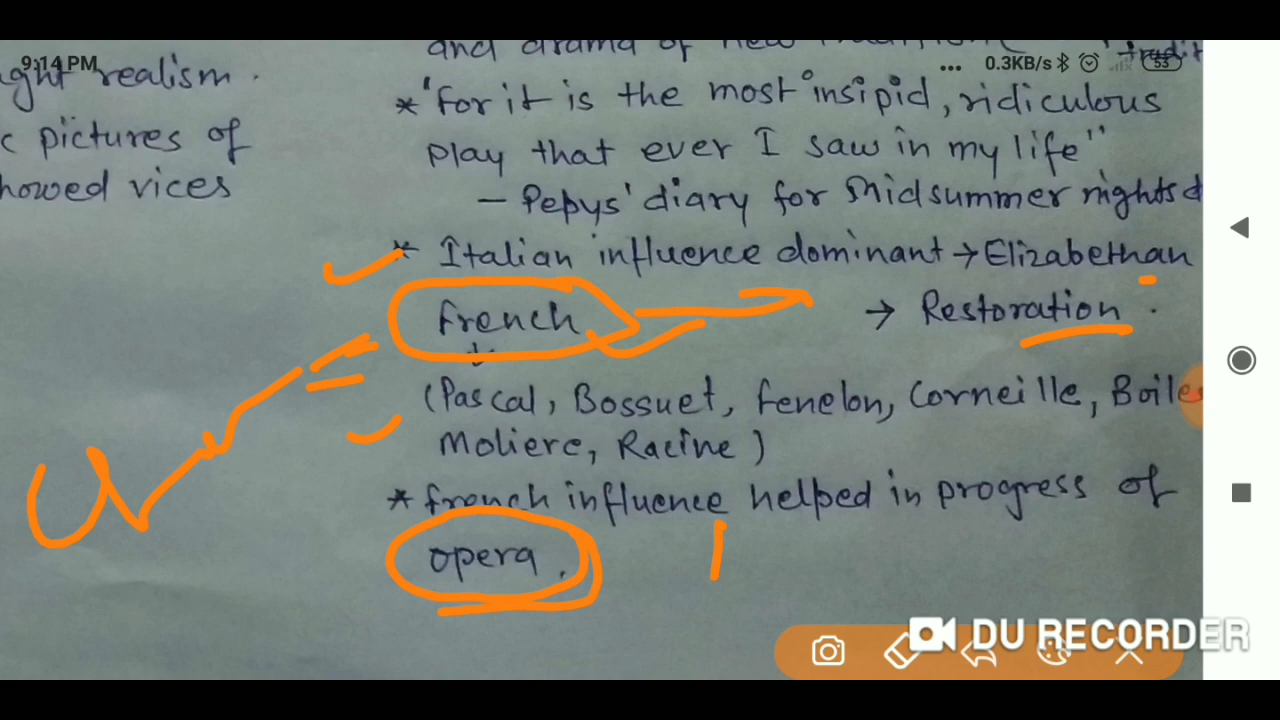 9:14 PM
0.3KB/s
53
and drama of new
ght realism.
c pictures of
howed vices
* "for it is the most insipid, ridiculous
play that ever I saw in my life"
— Pepys' diary for Midsummer nights d
* Italian influence dominant → Elizabethan
french → Restoration.
(Pascal, Bossuet, Fenelon, Corneille, Boile
Moliere, Racine)
* french influence helped in progress of
opera.
DU RECORDER